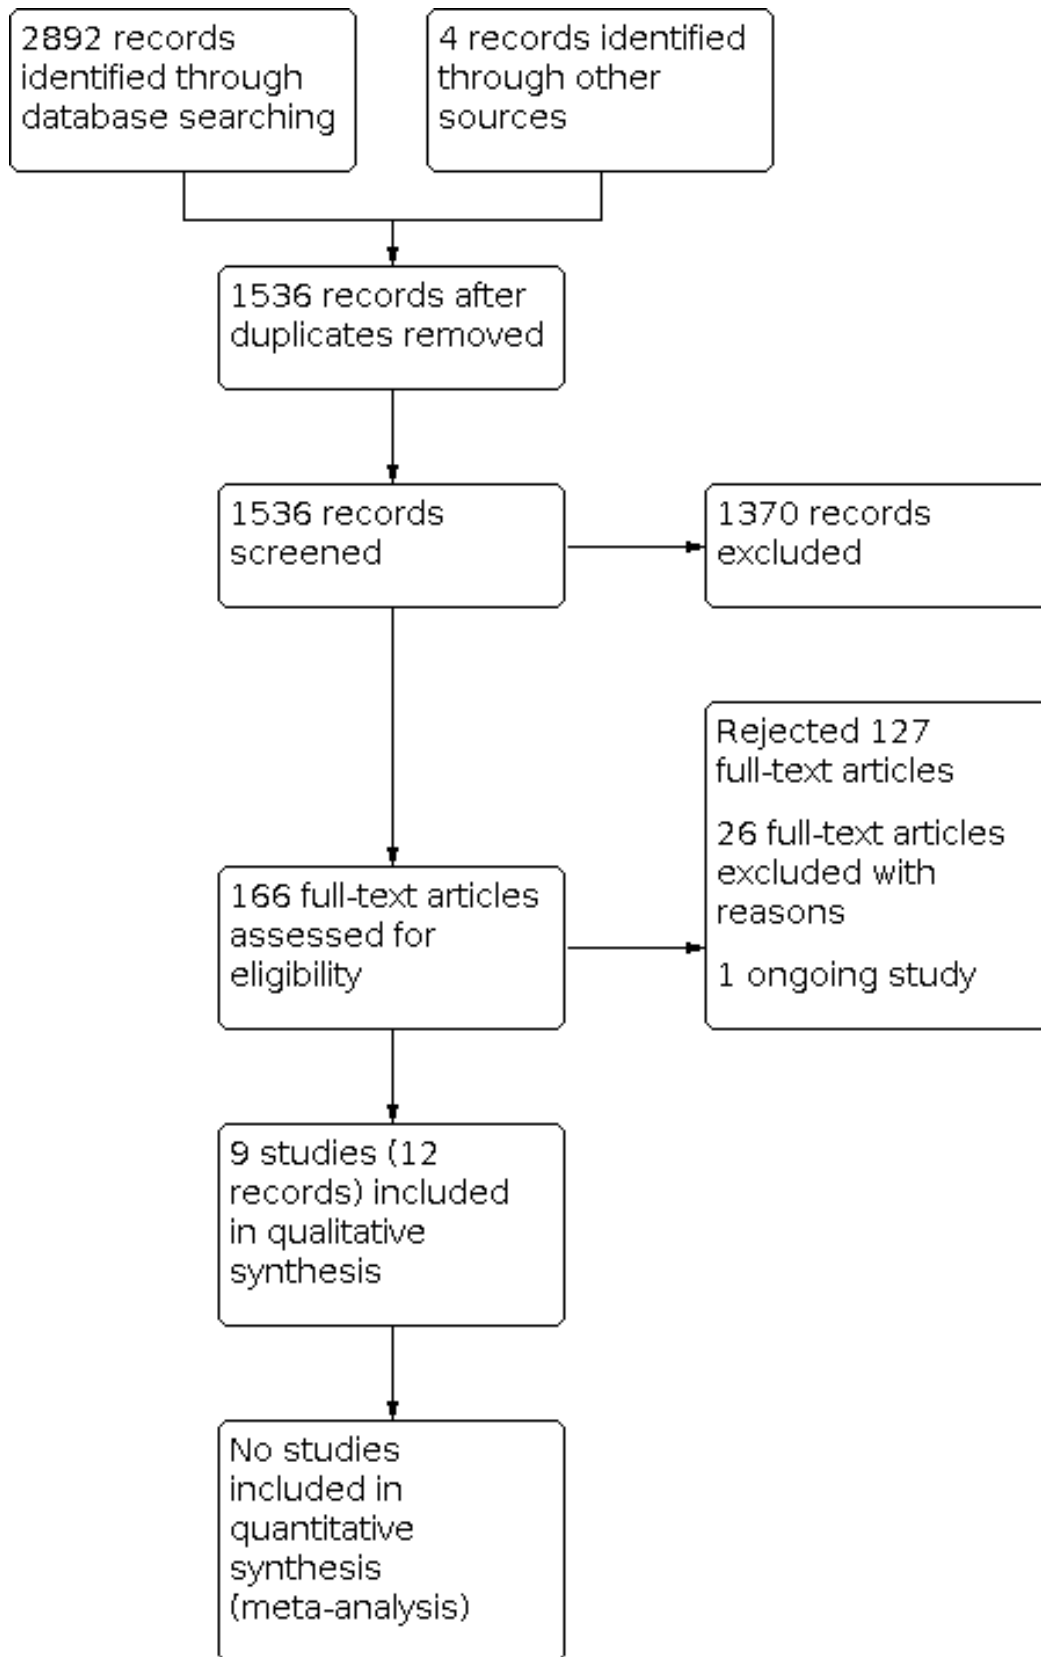 2892 records
identified through
database searching
4 records identified
through other
sources
1536 records after
duplicates removed
1536 records
screened
1370 records
excluded
Rejected 127
full-text articles
26 full-text articles
excluded with
reasons
1 ongoing study
166 full-text articles
assessed for
eligibility
9 studies (12
records) included
in qualitative
synthesis
No studies
included in
quantitative
synthesis
(meta-analysis)